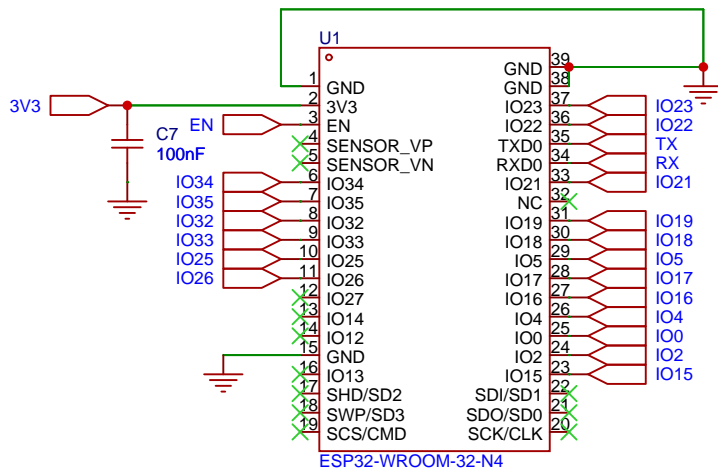 U1
1 GND
2 3V3
3 EN
4 SENSOR_VP
5 SENSOR_VN
6 IO34
7 IO35
8 IO32
9 IO33
10 IO25
11 IO26
12 IO27
13 IO14
14 IO12
15 GND
16 IO13
17 SHD/SD2
18 SWP/SD3
19 SCS/CMD
GND 39
GND 38
IO23 37
IO22 36
TXD0 35
RXD0 34
IO21 33
NC 32
IO19 31
IO18 30
IO5 29
IO17 28
IO16 27
IO4 26
IO0 25
IO2 24
IO15 23
SDI/SD1 22
SDO/SD0 21
SCK/CLK 20
ESP32-WROOM-32-N4
3V3
C7
100nF
EN
IO34
IO35
IO32
IO33
IO25
IO26
IO23
IO22
TX
RX
IO21
IO19
IO18
IO5
IO17
IO16
IO4
IO0
IO2
IO15